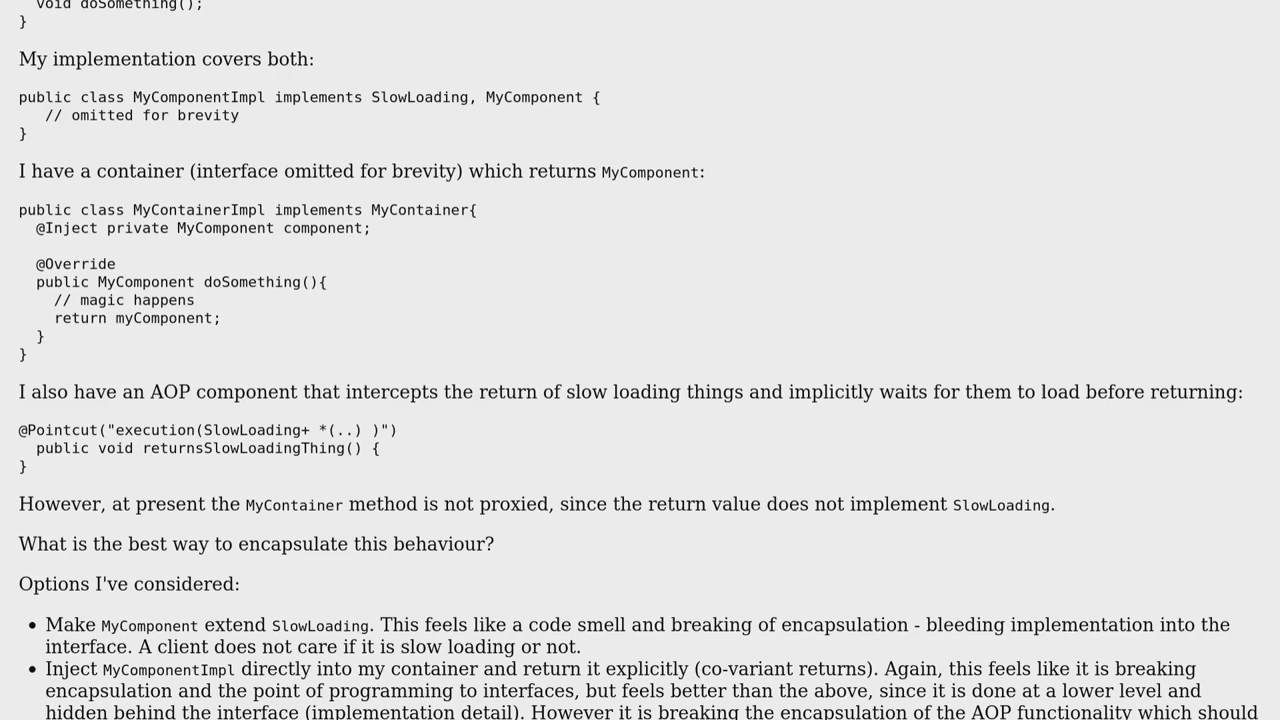 void doSomething();
}
My implementation covers both:
public class MyComponentImpl implements SlowLoading, MyComponent {
// omitted for brevity
}
I have a container (interface omitted for brevity) which returns MyComponent:
public class MyContainerImpl implements MyContainer{
@Inject private MyComponent component;
@Override
public MyComponent doSomething(){
// magic happens
return myComponent;
}
}
I also have an AOP component that intercepts the return of slow loading things and implicitly waits for them to load before returning:
@Pointcut("execution(SlowLoading+ *(..) )")
public void returnsSlowLoadingThing() {
}
However, at present the MyContainer method is not proxied, since the return value does not implement SlowLoading.
What is the best way to encapsulate this behaviour?
Options I've considered:
• Make MyComponent extend SlowLoading. This feels like a code smell and breaking of encapsulation - bleeding implementation into the
interface. A client does not care if it is slow loading or not.
• Inject MyComponentImpl directly into my container and return it explicitly (co-variant returns). Again, this feels like it is breaking
encapsulation and the point of programming to interfaces, but feels better than the above, since it is done at a lower level and
hidden behind the interface (implementation detail). However it is breaking the encapsulation of the AOP functionality which should